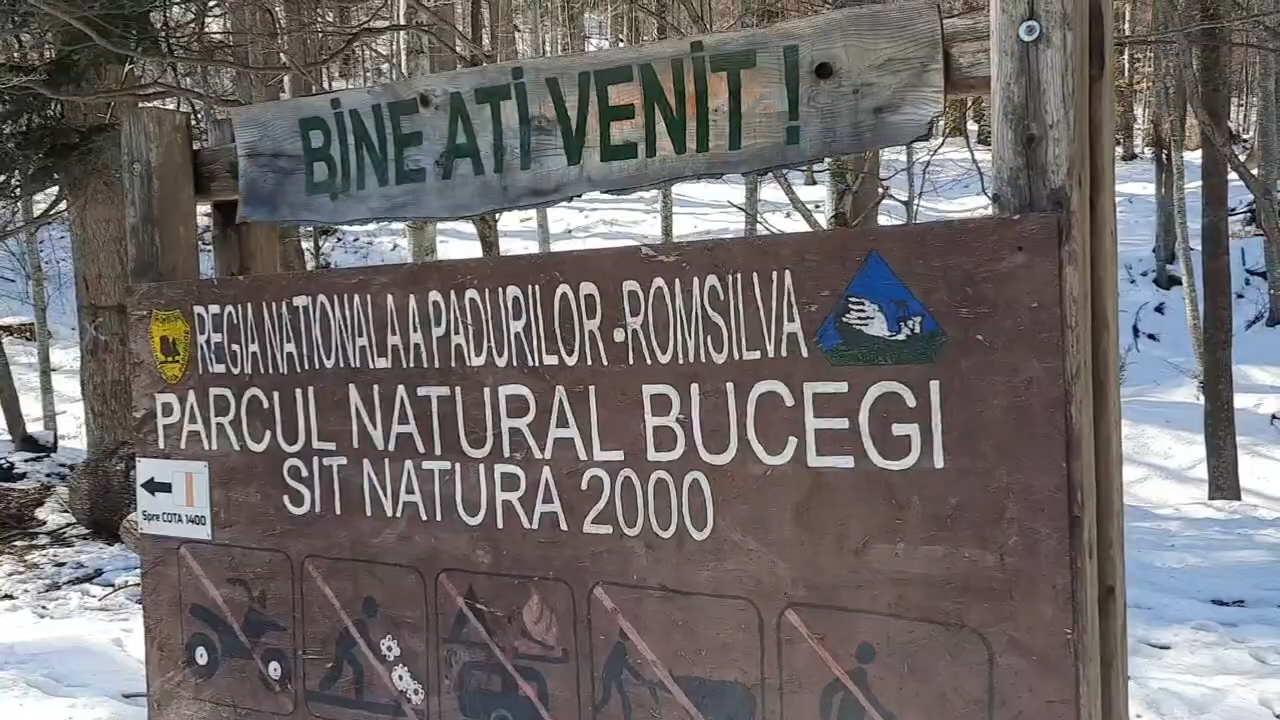 BINE ATI VENIT !
REGIA NATIONALA A PADURILOR - ROMSILVA
PARCUL NATURAL BUCEGI
SIT NATURA 2000
Spre COTA 1400